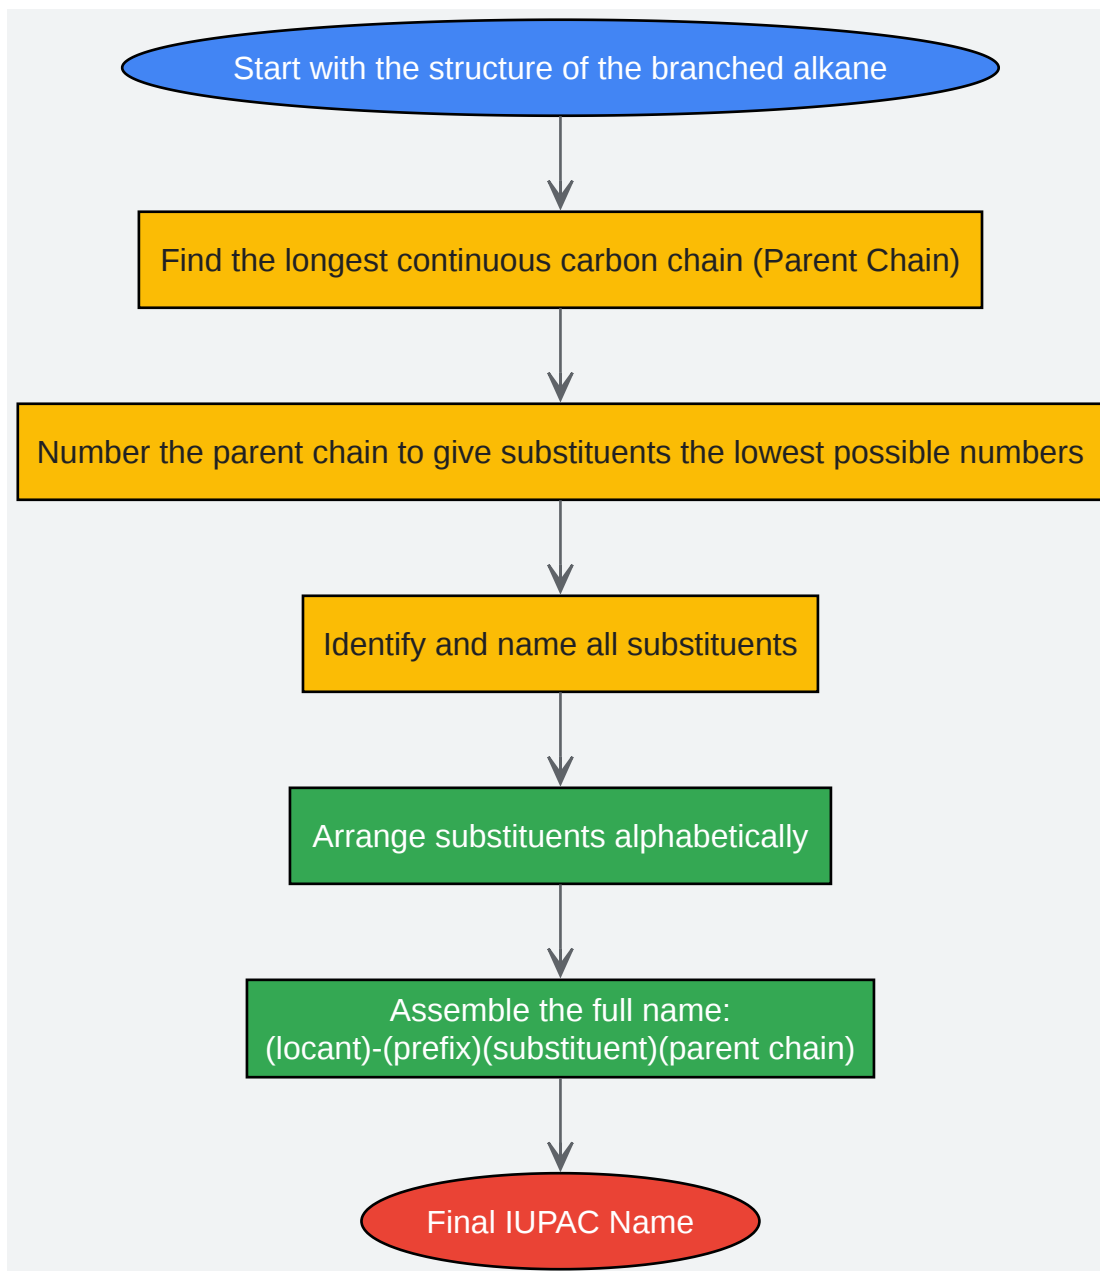 Start with the structure of the branched alkane
Find the longest continuous carbon chain (Parent Chain)
Number the parent chain to give substituents the lowest possible numbers
Identify and name all substituents
Arrange substituents alphabetically
Assemble the full name:
(locant)-(prefix)(substituent)(parent chain)
Final IUPAC Name